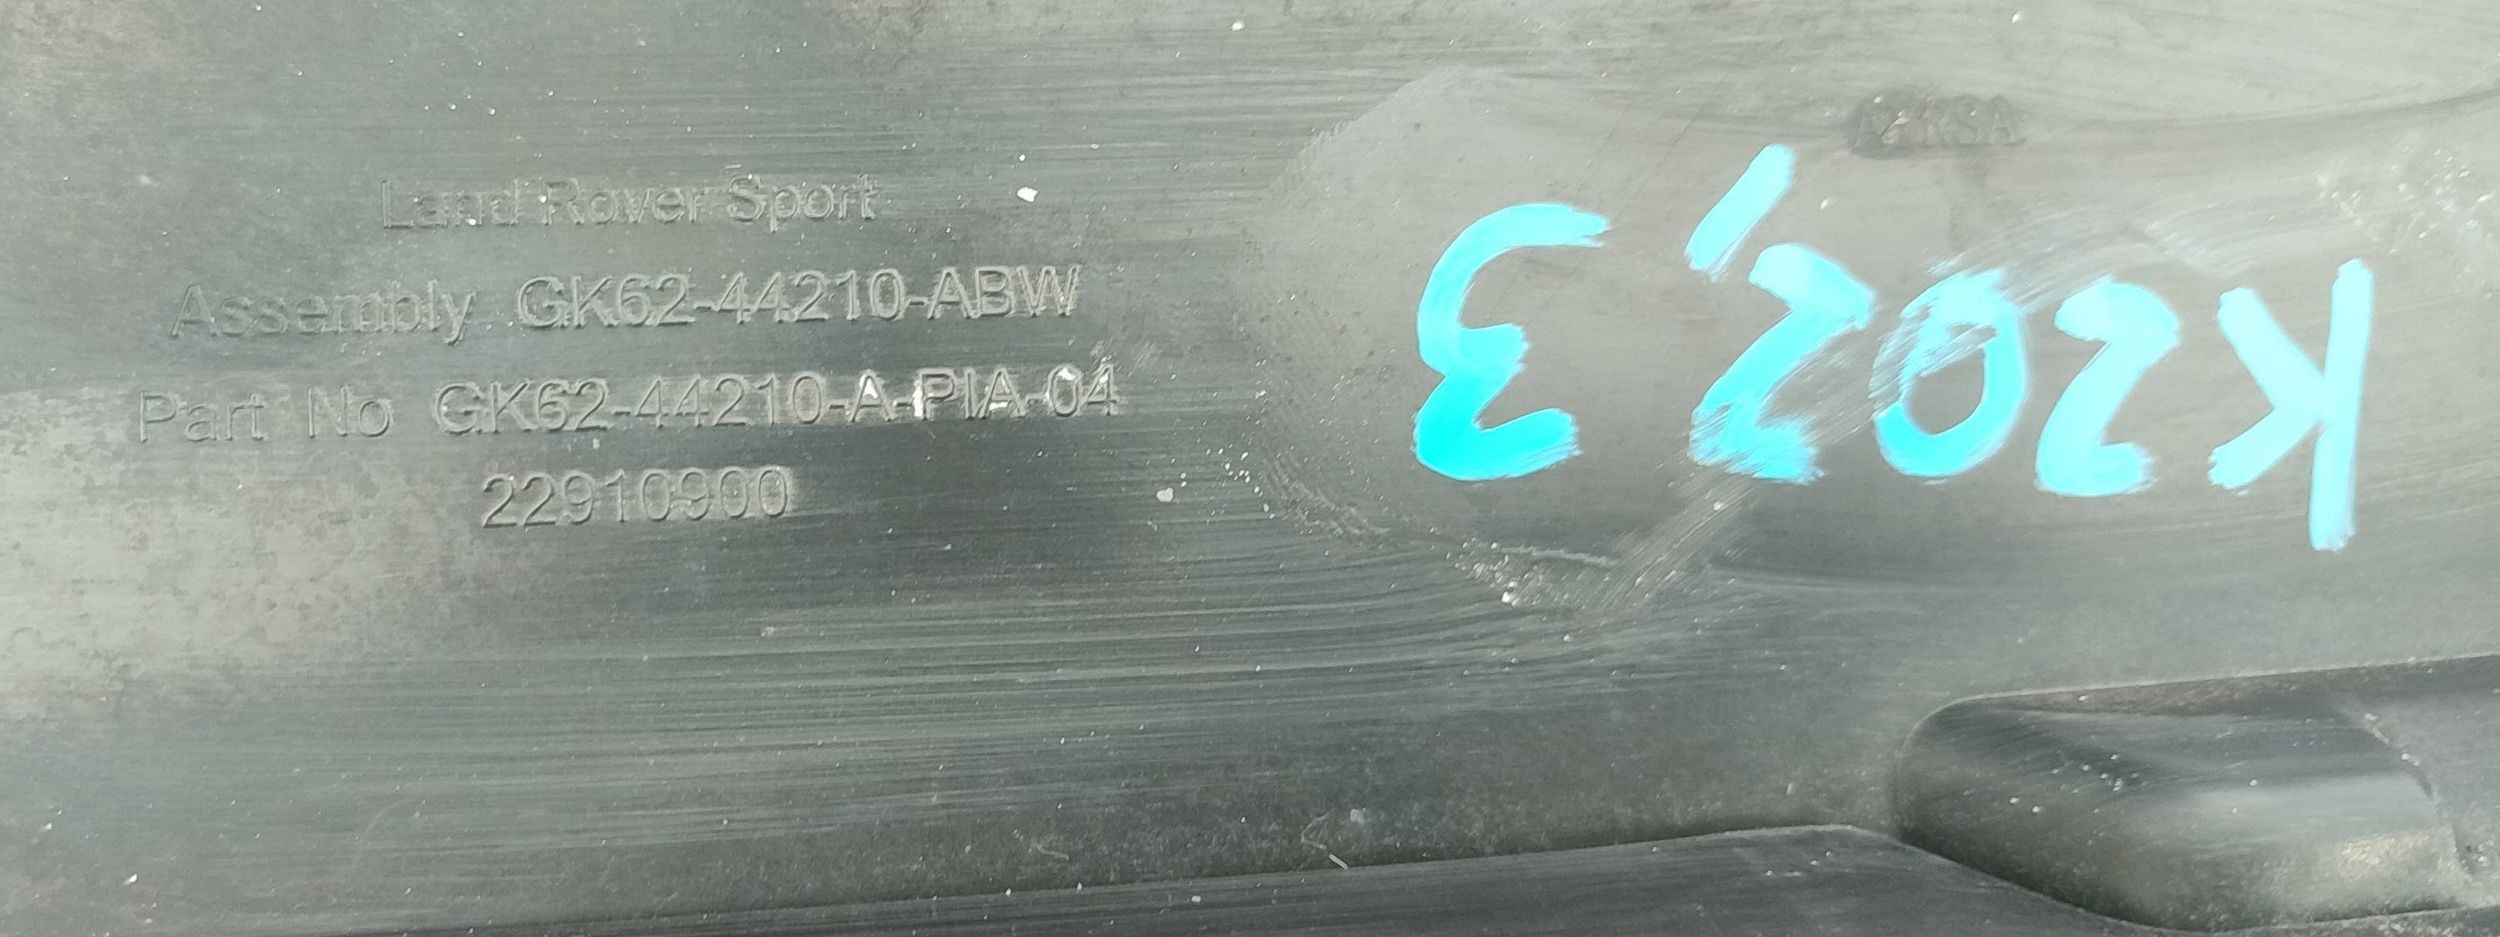 Land Rover Sport
Assembly GK62-44210-ABW
Part No GK62-44210-A-PIA-04
22910900
K202,3